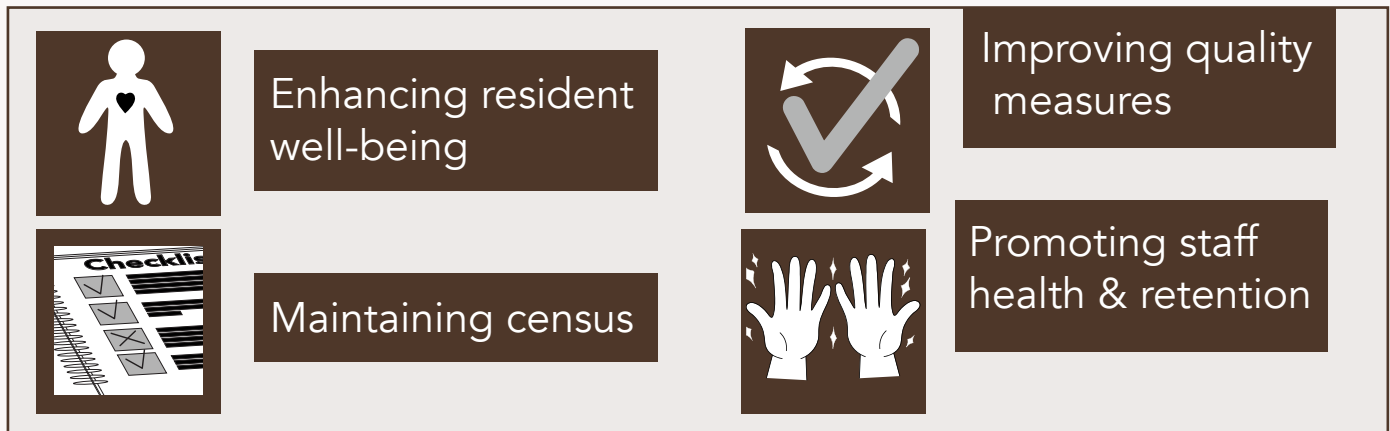 Enhancing resident
well-being
Checklis
Maintaining census
Improving quality
measures
Promoting staff
health & retention